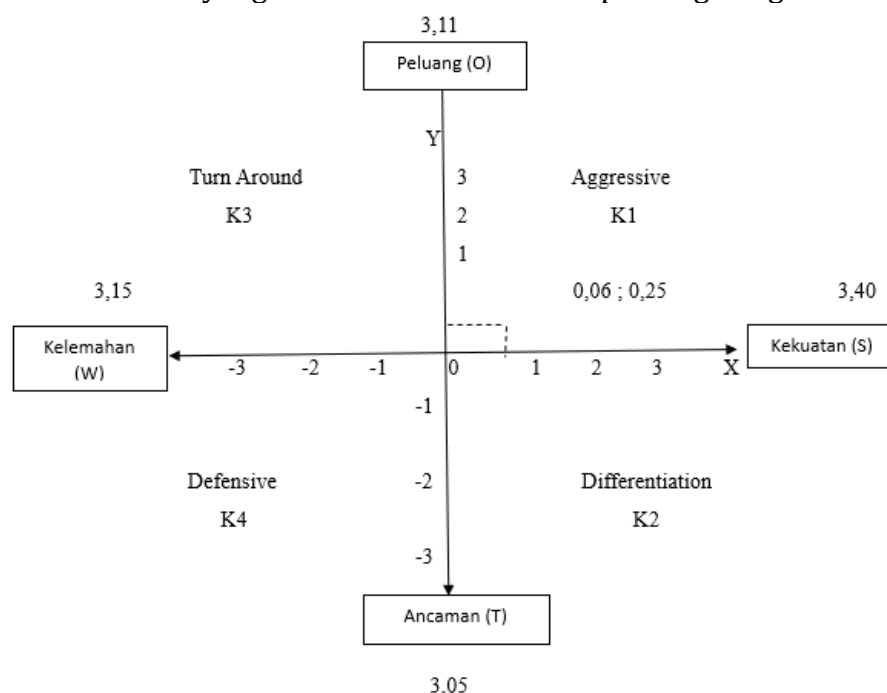 3,11
Peluang (O)
Y
Turn Around
3
Aggressive
K3
2
K1
1
3,15
0,06 ; 0,25
3,40
Kelemahan
(W)
Kekuatan (S)
-3 -2 -1 0 1 2 3 X
-1
Defensive
-2
Differentiation
K4
K2
-3
Ancaman (T)
3.05